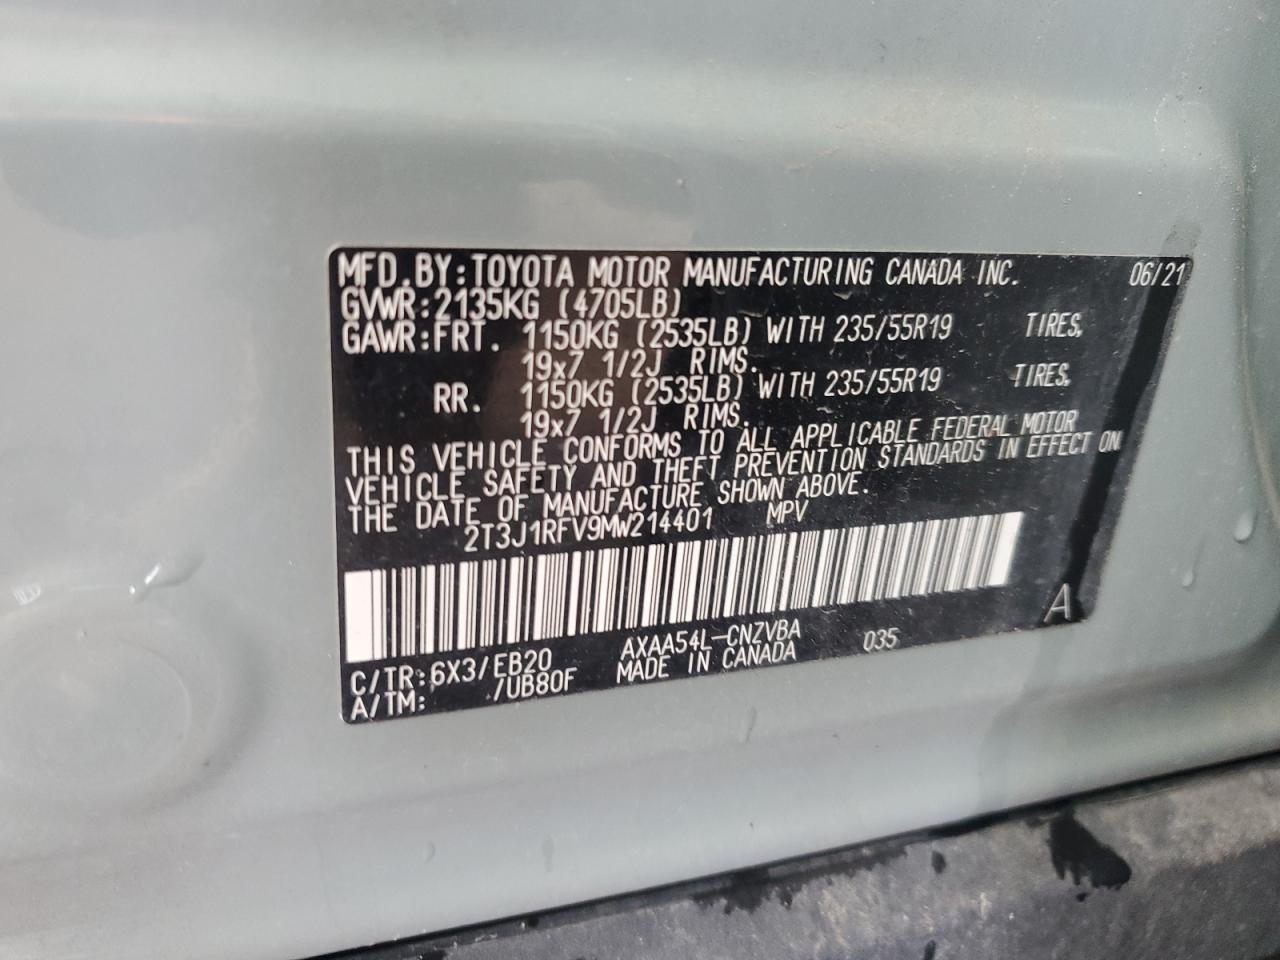 MFD.BY:TOYOTA MOTOR MANUFACTURING CANADA INC. 06/21
GVWR:2135KG (4705LB)
GAWR:FRT. 1150KG (2535LB) WITH 235/55R19 TIRES,
19x7 1/2J RIMS.
RR. 1150KG (2535LB) WITH 235/55R19 TIRES,
19x7 1/2J RIMS.
THIS VEHICLE CONFORMS TO ALL APPLICABLE FEDERAL MOTOR
VEHICLE SAFETY AND THEFT PREVENTION STANDARDS IN EFFECT ON
THE DATE OF MANUFACTURE SHOWN ABOVE.
2T3J1RFV9MW214401 MPV
A
C/TR:6X3/EB20 AXAA54L-CNZVBA 035
A/TM: /UB80F MADE IN CANADA